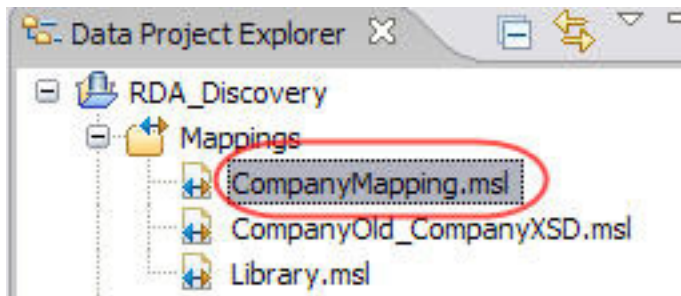 Data Project Explorer
RDA_Discovery
Mappings
CompanyMapping.msl
CompanyOld_CompanyXSD.msl
Library.msl